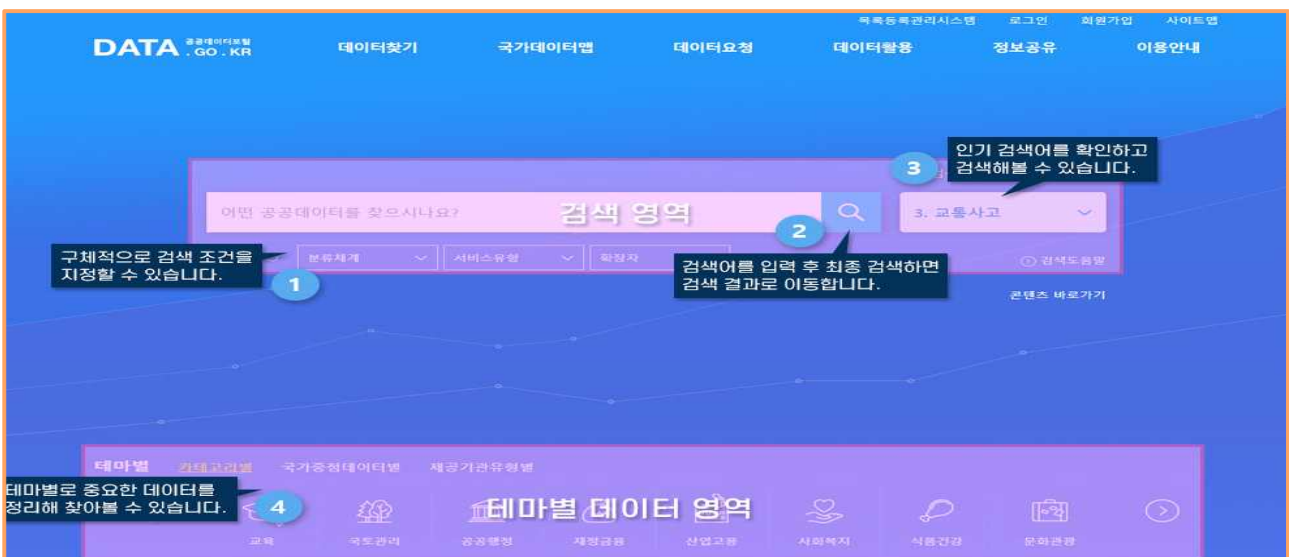 목록등록관리시스템 로그인 회원가입 사이트맵
DATA 공공데이터포털 .GO.KR 데이터찾기 국가데이터맵 데이터요청 데이터활용 정보공유 이용안내
인기 검색어를 확인하고
검색해볼 수 있습니다.
3
어떤 공공데이터를 찾으시나요? 검색 영역 3. 교통사고
2
구체적으로 검색 조건을
지정할 수 있습니다.
1
분류체계 서비스유형 확장자
검색어를 입력 후 최종 검색하면
검색 결과로 이동합니다.
검색도움말
콘텐츠 바로가기
테마별 카테고리별 국가중점데이터별 제공기관유형별
테마별로 중요한 데이터를
정리해 찾아볼 수 있습니다.
4
테마별 데이터 영역
교육 국토관리 공공행정 재정금융 산업고용 사회복지 식품건강 문화관광